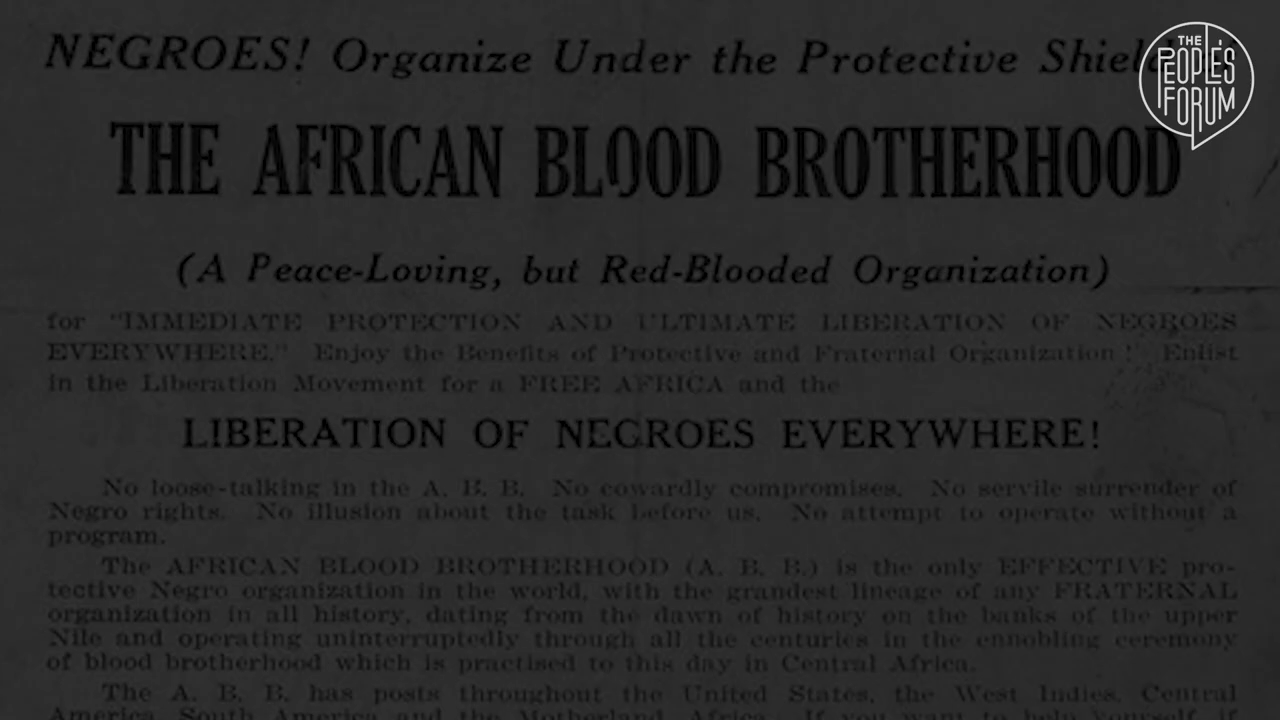 NEGROES! Organize Under the Protective Shield
THE PEOPLE'S FORUM
THE AFRICAN BLOOD BROTHERHOOD
(A Peace-Loving, but Red-Blooded Organization)
for "IMMEDIATE PROTECTION AND ULTIMATE LIBERATION OF NEGROES
EVERYWHERE." Enjoy the Benefits of Protective and Fraternal Organization! Enlist
in the Liberation Movement for a FREE AFRICA and the
LIBERATION OF NEGROES EVERYWHERE!
No loose-talking in the A. B. B. No cowardly compromises. No servile surrender of
Negro rights. No illusion about the task before us. No attempt to operate without a
program.
The AFRICAN BLOOD BROTHERHOOD (A. B. B.) is the only EFFECTIVE pro-
tective Negro organization in the world, with the grandest lineage of any FRATERNAL
organization in all history, dating from the dawn of history on the banks of the upper
Nile and operating uninterruptedly through all the centuries in the ennobling ceremony
of blood brotherhood which is practised to this day in Central Africa.
The A. B. B. has posts throughout the United States, the West Indies, Central
America, South America and the Motherland, Africa. If you want to help yourself, if